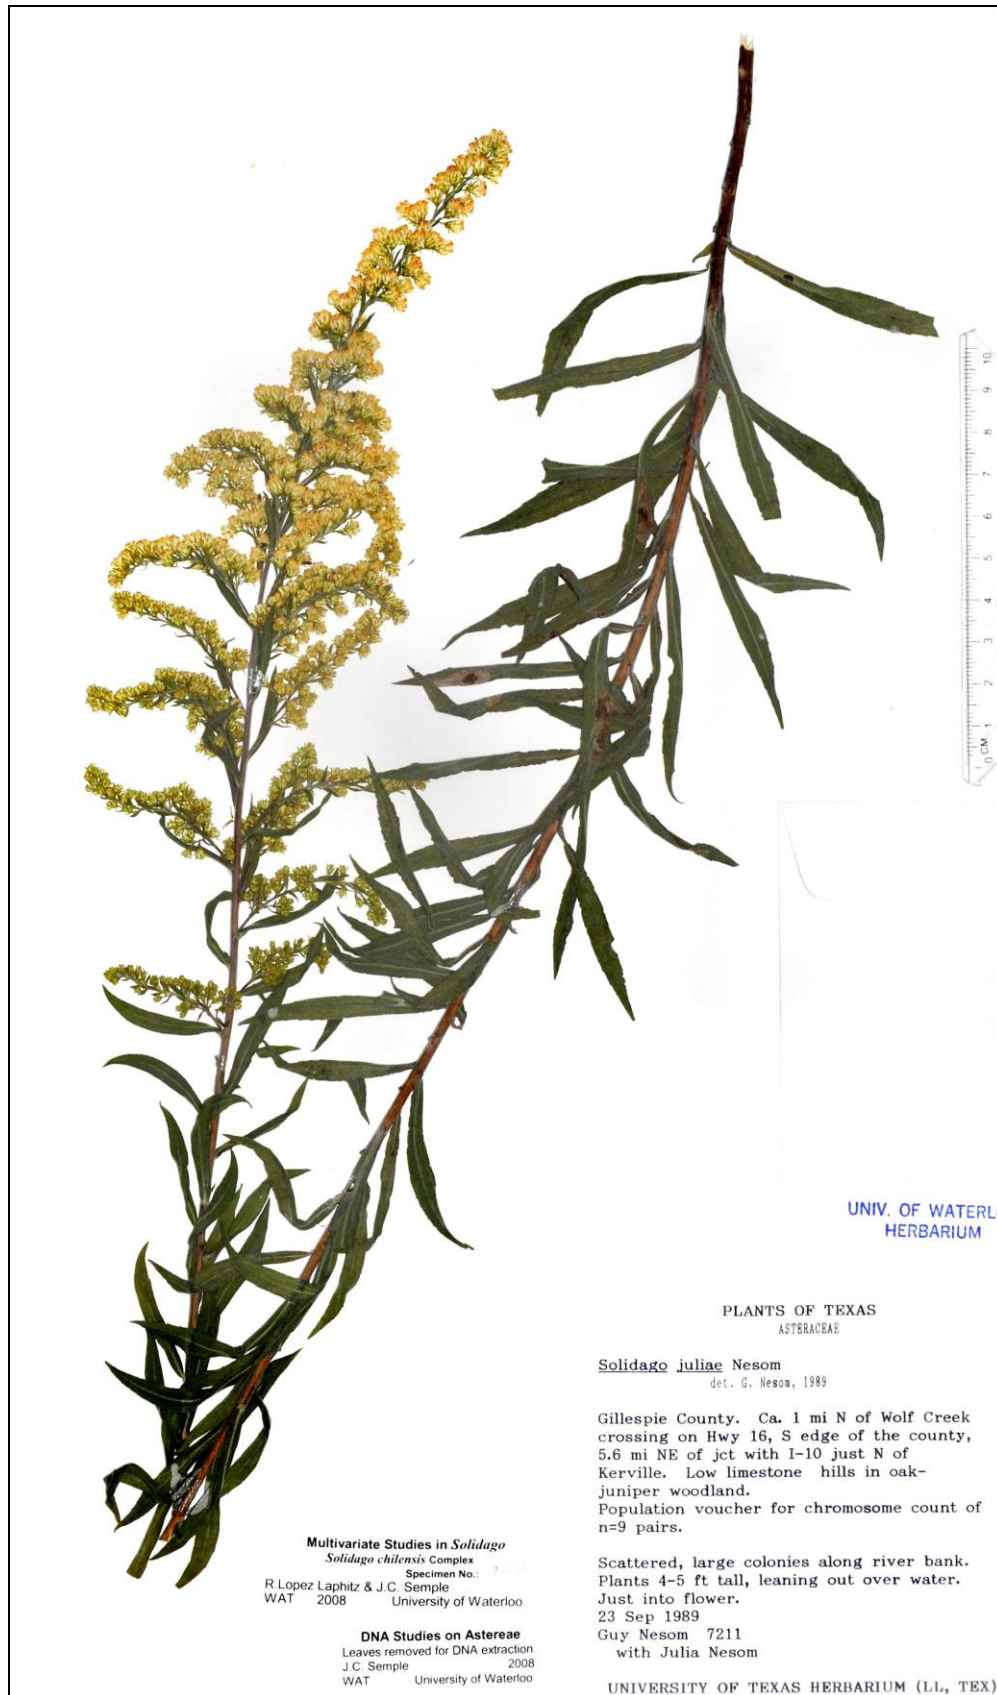 10
9
8
7
6
5
4
3
2
1
0 CM
UNIV. OF WATERL
HERBARIUM
PLANTS OF TEXAS
ASTERACEAE
Solidago juliae Nesom
det. G. Nesom, 1989
Gillespie County. Ca. 1 mi N of Wolf Creek
crossing on Hwy 16, S edge of the county,
5.6 mi NE of jct with I-10 just N of
Kerville. Low limestone hills in oak-
juniper woodland.
Population voucher for chromosome count of
n=9 pairs.
Scattered, large colonies along river bank.
Plants 4-5 ft tall, leaning out over water.
Just into flower.
23 Sep 1989
Guy Nesom 7211
with Julia Nesom
UNIVERSITY OF TEXAS HERBARIUM (LL, TEX)
Multivariate Studies in Solidago
Solidago chilensis Complex
Specimen No.:
R.Lopez Laphitz & J.C. Semple
WAT 2008 University of Waterloo
DNA Studies on Astereae
Leaves removed for DNA extraction
J.C. Semple 2008
WAT University of Waterloo